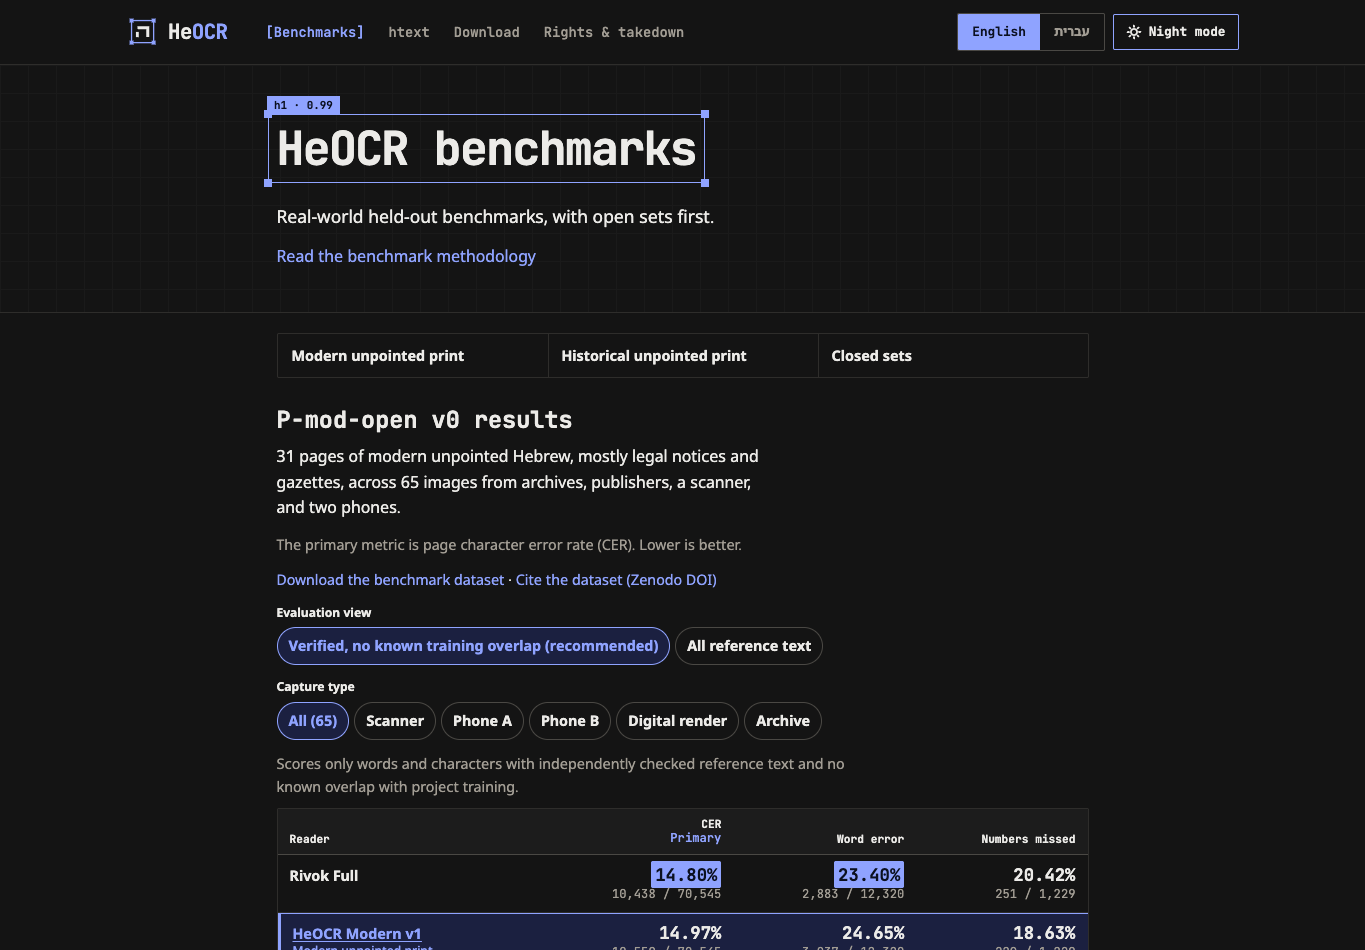 HeOCR [Benchmarks] htext Download Rights & takedown English עברית Night mode
h1 · 0.99
HeOCR benchmarks
Real-world held-out benchmarks, with open sets first.
Read the benchmark methodology
Modern unpointed print Historical unpointed print Closed sets
P-mod-open v0 results
31 pages of modern unpointed Hebrew, mostly legal notices and
gazettes, across 65 images from archives, publishers, a scanner,
and two phones.
The primary metric is page character error rate (CER). Lower is better.
Download the benchmark dataset · Cite the dataset (Zenodo DOI)
Evaluation view
Verified, no known training overlap (recommended) All reference text
Capture type
All (65) Scanner Phone A Phone B Digital render Archive
Scores only words and characters with independently checked reference text and no
known overlap with project training.
Reader CER Primary Word error Numbers missed
Rivok Full 14.80% 23.40% 20.42%
10,438 / 70,545 2,883 / 12,320 251 / 1,229
HeOCR Modern v1 14.97% 24.65% 18.63%
Modern unpointed print